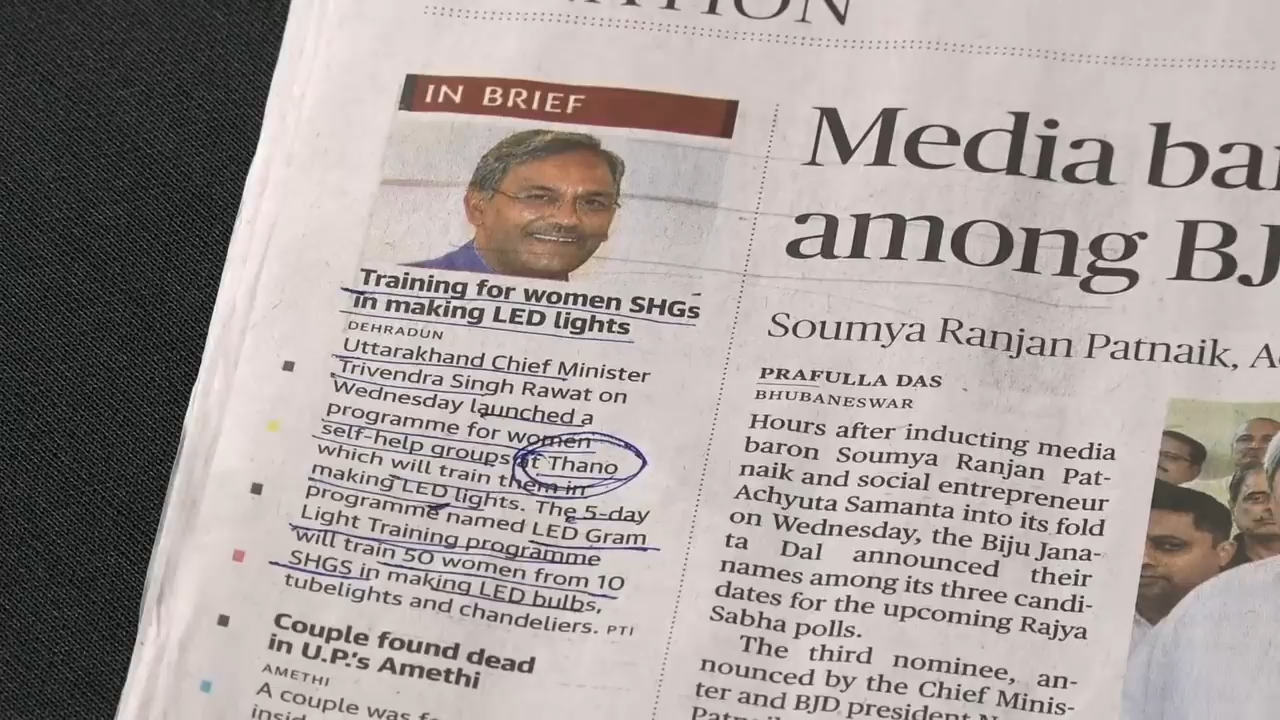 IN BRIEF
Training for women SHGs
in making LED lights
DEHRADUN
Uttarakhand Chief Minister
Trivendra Singh Rawat on
Wednesday launched a
programme for women
self-help groups at Thano
which will train them in
making LED lights. The 5-day
programme named LED Gram
Light Training programme
will train 50 women from 10
SHGS in making LED bulbs,
tubelights and chandeliers. PTI
Couple found dead
in U.P.'s Amethi
AMETHI
A couple was
Media
among
Soumya Ranjan Patnaik,
PRAFULLA DAS
BHUBANESWAR
Hours after inducting media
baron Soumya Ranjan Pat-
naik and social entrepreneur
Achyuta Samanta into its fold
on Wednesday, the Biju Jana-
ta Dal announced their
names among its three candi-
dates for the upcoming Rajya
Sabha polls.
The third nominee, an-
nounced by the Chief Minis-
ter and BJD president